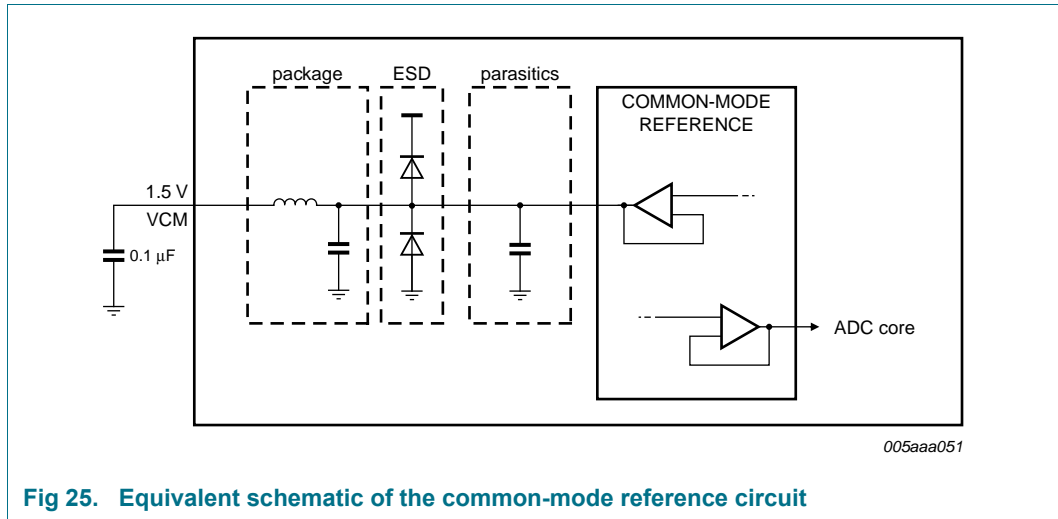 package
ESD
parasitics
COMMON-MODE
REFERENCE
1.5 V
VCM
0.1 μF
ADC core
005aaa051
Fig 25. Equivalent schematic of the common-mode reference circuit